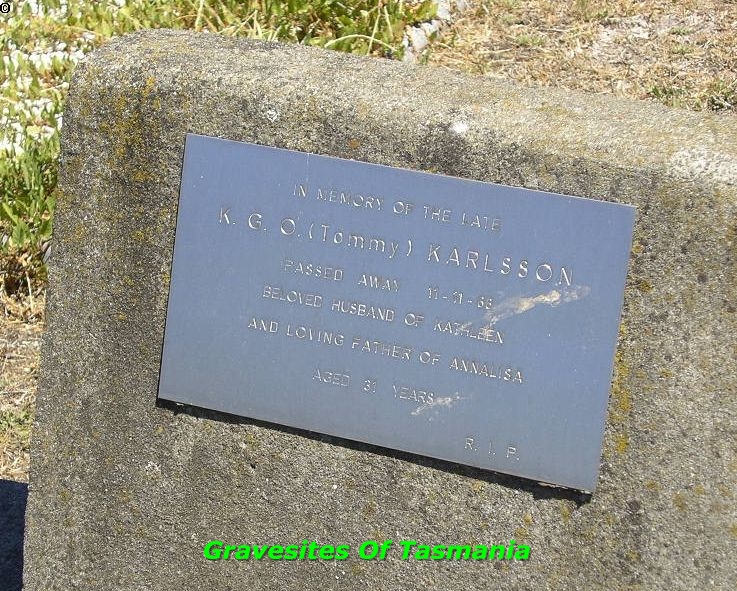 ©
IN MEMORY OF THE LATE
K. G. O. (Tommy) KARLSSON
PASSED AWAY
BELOVED HUSBAND OF KATHLEEN
AND LOVING FATHER OF ANNALISA
AGED 31 YEARS
R. I. P.
Gravesites Of Tasmania